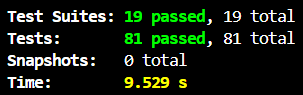 Test Suites: 19 passed, 19 total
Tests: 81 passed, 81 total
Snapshots: 0 total
Time: 9.529 s